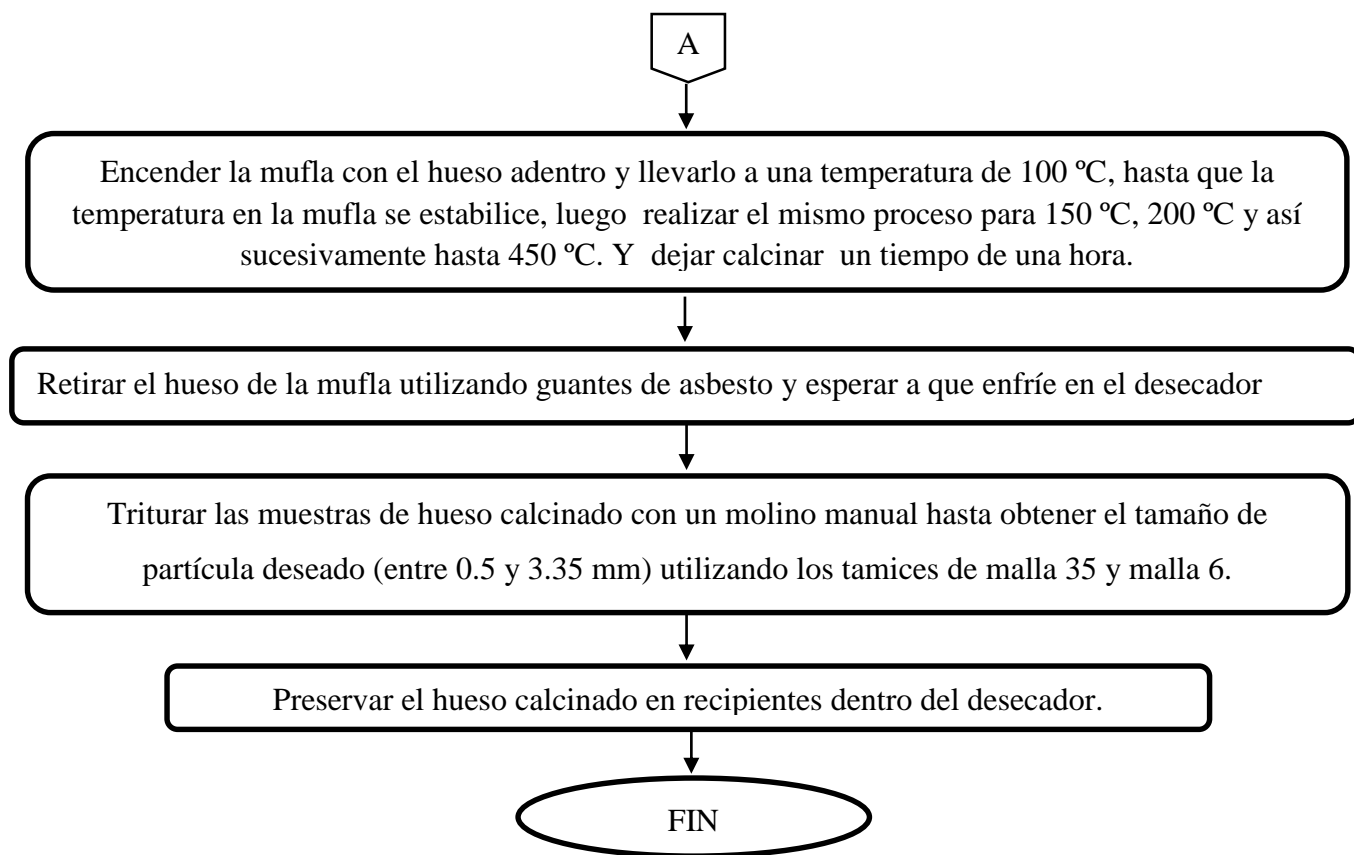 A
Encender la mufla con el hueso adentro y llevarlo a una temperatura de 100 ºC, hasta que la
temperatura en la mufla se estabilice, luego  realizar el mismo proceso para 150 ºC, 200 ºC y así
sucesivamente hasta 450 ºC. Y  dejar calcinar  un tiempo de una hora.
Retirar el hueso de la mufla utilizando guantes de asbesto y esperar a que enfríe en el desecador
Triturar las muestras de hueso calcinado con un molino manual hasta obtener el tamaño de
partícula deseado (entre 0.5 y 3.35 mm) utilizando los tamices de malla 35 y malla 6.
Preservar el hueso calcinado en recipientes dentro del desecador.
FIN